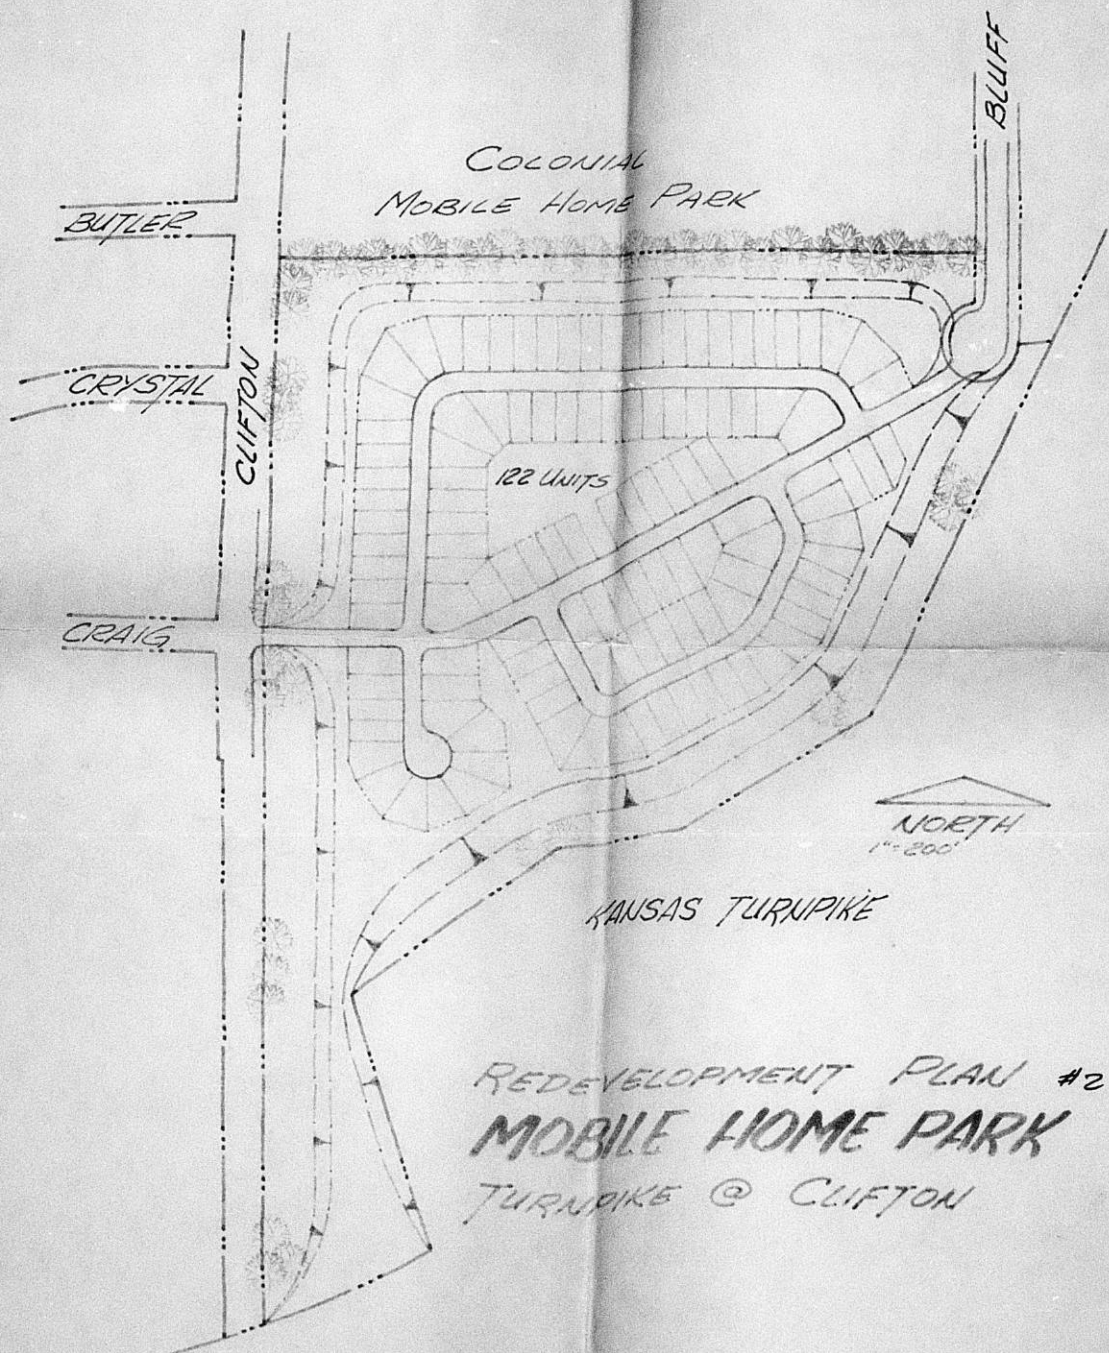 BLUFF
COLONIAL
MOBILE HOME PARK
BUTLER
CRYSTAL
CLIFTON
122 UNITS
CRAIG
NORTH
1"=200'
KANSAS TURNPIKE
REDEVELOPMENT PLAN #2
MOBILE HOME PARK
TURNPIKE @ CLIFTON